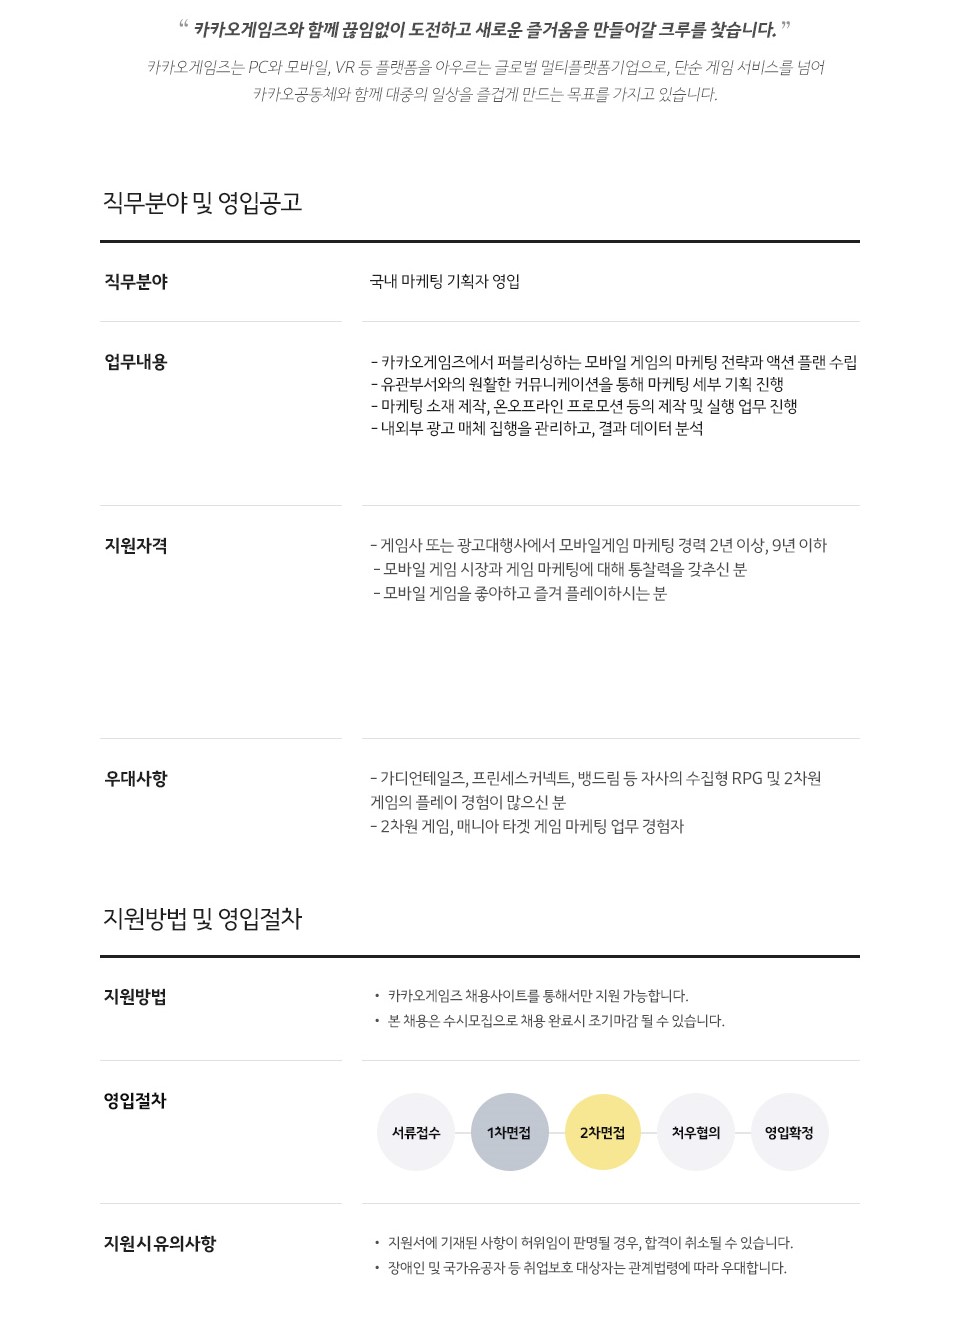 “ 카카오게임즈와 함께 끊임없이 도전하고 새로운 즐거움을 만들어갈 크루를 찾습니다. ”
카카오게임즈는 PC와 모바일, VR 등 플랫폼을 아우르는 글로벌 멀티플랫폼기업으로, 단순 게임 서비스를 넘어
카카오공동체와 함께 대중의 일상을 즐겁게 만드는 목표를 가지고 있습니다.
직무분야 및 영입공고
직무분야
국내 마케팅 기획자 영입
업무내용
- 카카오게임즈에서 퍼블리싱하는 모바일 게임의 마케팅 전략과 액션 플랜 수립
- 유관부서와의 원활한 커뮤니케이션을 통해 마케팅 세부 기획 진행
- 마케팅 소재 제작, 온오프라인 프로모션 등의 제작 및 실행 업무 진행
- 내외부 광고 매체 집행을 관리하고, 결과 데이터 분석
지원자격
- 게임사 또는 광고대행사에서 모바일게임 마케팅 경력 2년 이상, 9년 이하
- 모바일 게임 시장과 게임 마케팅에 대해 통찰력을 갖추신 분
- 모바일 게임을 좋아하고 즐겨 플레이하시는 분
우대사항
- 가디언테일즈, 프린세스커넥트, 뱅드림 등 자사의 수집형 RPG 및 2차원
게임의 플레이 경험이 많으신 분
- 2차원 게임, 매니아 타겟 게임 마케팅 업무 경험자
지원방법 및 영입절차
지원방법
• 카카오게임즈 채용사이트를 통해서만 지원 가능합니다.
• 본 채용은 수시모집으로 채용 완료시 조기마감 될 수 있습니다.
영입절차
서류접수 1차면접 2차면접 처우협의 영입확정
지원시 유의사항
• 지원서에 기재된 사항이 허위임이 판명될 경우, 합격이 취소될 수 있습니다.
• 장애인 및 국가유공자 등 취업보호 대상자는 관계법령에 따라 우대합니다.